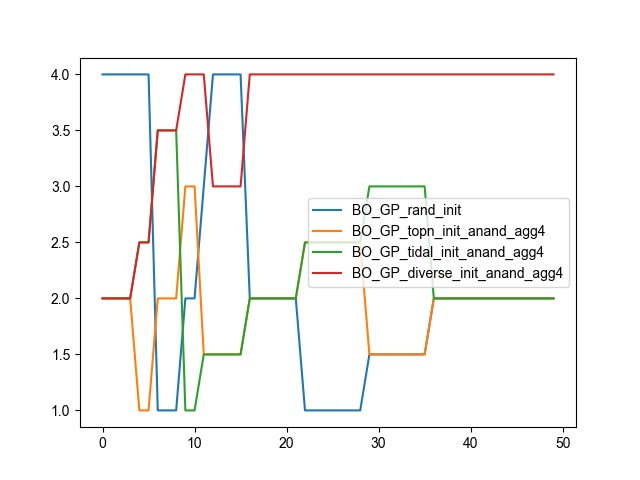 4.0
3.5
3.0
2.5
2.0
1.5
1.0
BO_GP_rand_init
BO_GP_topn_init_anand_agg4
BO_GP_tidal_init_anand_agg4
BO_GP_diverse_init_anand_agg4
0 10 20 30 40 50